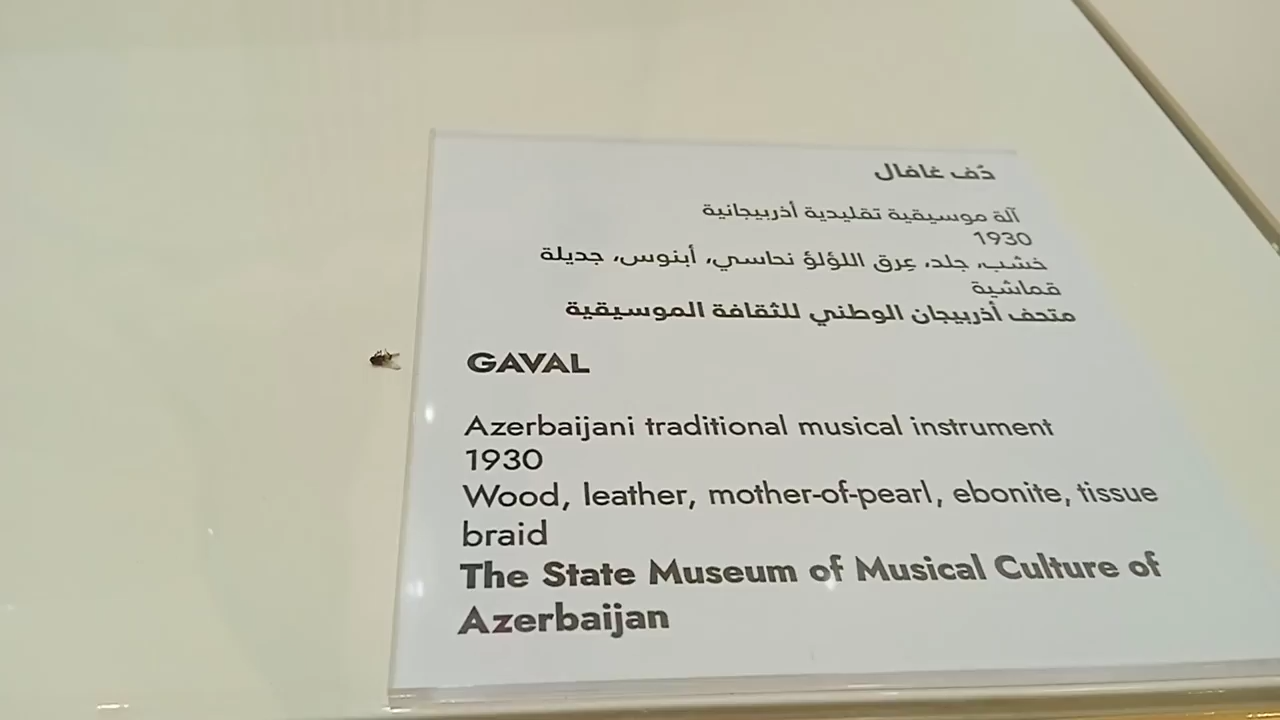 دُف غافال
آلة موسيقية تقليدية أذربيجانية
1930
خشب، جلد، عِرق اللؤلؤ نحاسي، أبنوس، جديلة
قماشية
متحف أذربيجان الوطني للثقافة الموسيقية
GAVAL
Azerbaijani traditional musical instrument
1930
Wood, leather, mother-of-pearl, ebonite, tissue
braid
The State Museum of Musical Culture of
Azerbaijan